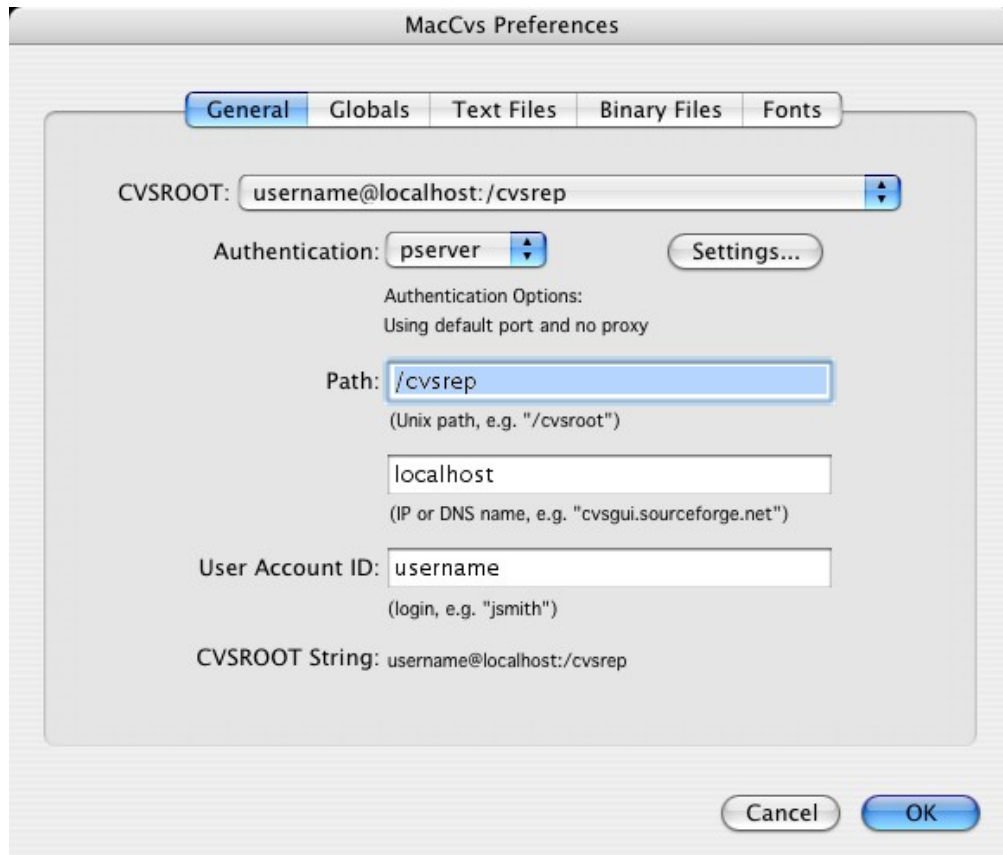 MacCvs Preferences
General Globals Text Files Binary Files Fonts
CVSROOT: username@localhost:/cvsrep
Authentication: pserver Settings...
Authentication Options:
Using default port and no proxy
Path: /cvsrep
(Unix path, e.g. "/cvsroot")
localhost
(IP or DNS name, e.g. "cvsgui.sourceforge.net")
User Account ID: username
(login, e.g. "jsmith")
CVSROOT String: username@localhost:/cvsrep
Cancel OK